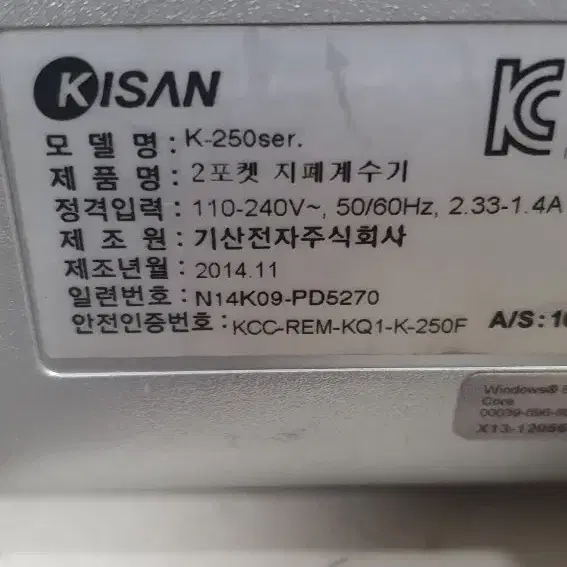 KISAN
모 델 명 : K-250ser.
제 품 명 : 2포켓 지폐계수기
정격입력 : 110-240V~, 50/60Hz, 2.33-1.4A
제 조 원 : 기산전자주식회사
제조년월 : 2014.11
일련번호 : N14K09-PD5270
안전인증번호 : KCC-REM-KQ1-K-250F A/S:
Windows®
Core